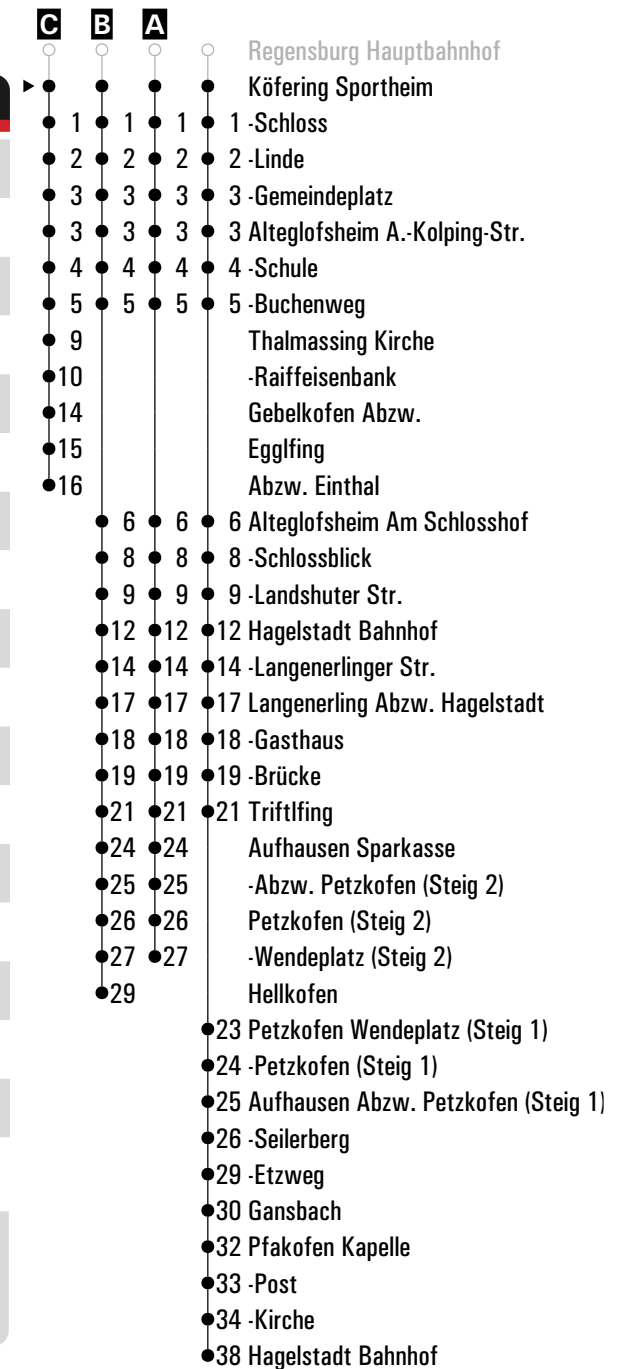 C B A
Regensburg Hauptbahnhof
Köfering Sportheim
1 1 1 1 -Schloss
2 2 2 2 -Linde
3 3 3 3 -Gemeindeplatz
3 3 3 3 Alteglofsheim A.-Kolping-Str.
4 4 4 4 -Schule
5 5 5 5 -Buchenweg
9 Thalmassing Kirche
10 -Raiffeisenbank
14 Gebelkofen Abzw.
15 Egglfing
16 Abzw. Einthal
6 6 6 Alteglofsheim Am Schlosshof
8 8 8 -Schlossblick
9 9 9 -Landshuter Str.
12 12 12 Hagelstadt Bahnhof
14 14 14 -Langenerlinger Str.
17 17 17 Langenerling Abzw. Hagelstadt
18 18 18 -Gasthaus
19 19 19 -Brücke
21 21 21 Triftlfing
24 24 Aufhausen Sparkasse
25 25 -Abzw. Petzkofen (Steig 2)
26 26 Petzkofen (Steig 2)
27 27 -Wendeplatz (Steig 2)
29 Hellkofen
23 Petzkofen Wendeplatz (Steig 1)
24 -Petzkofen (Steig 1)
25 Aufhausen Abzw. Petzkofen (Steig 1)
26 -Seilerberg
29 -Etzweg
30 Gansbach
32 Pfakofen Kapelle
33 -Post
34 -Kirche
38 Hagelstadt Bahnhof